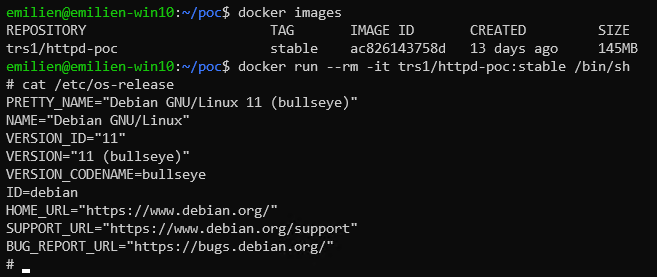 emilien@emilien-win10:~/poc$ docker images
REPOSITORY TAG IMAGE ID CREATED SIZE
trs1/httpd-poc stable ac826143758d 13 days ago 145MB
emilien@emilien-win10:~/poc$ docker run --rm -it trs1/httpd-poc:stable /bin/sh
# cat /etc/os-release
PRETTY_NAME="Debian GNU/Linux 11 (bullseye)"
NAME="Debian GNU/Linux"
VERSION_ID="11"
VERSION="11 (bullseye)"
VERSION_CODENAME=bullseye
ID=debian
HOME_URL="https://www.debian.org/"
SUPPORT_URL="https://www.debian.org/support"
BUG_REPORT_URL="https://bugs.debian.org/"
#